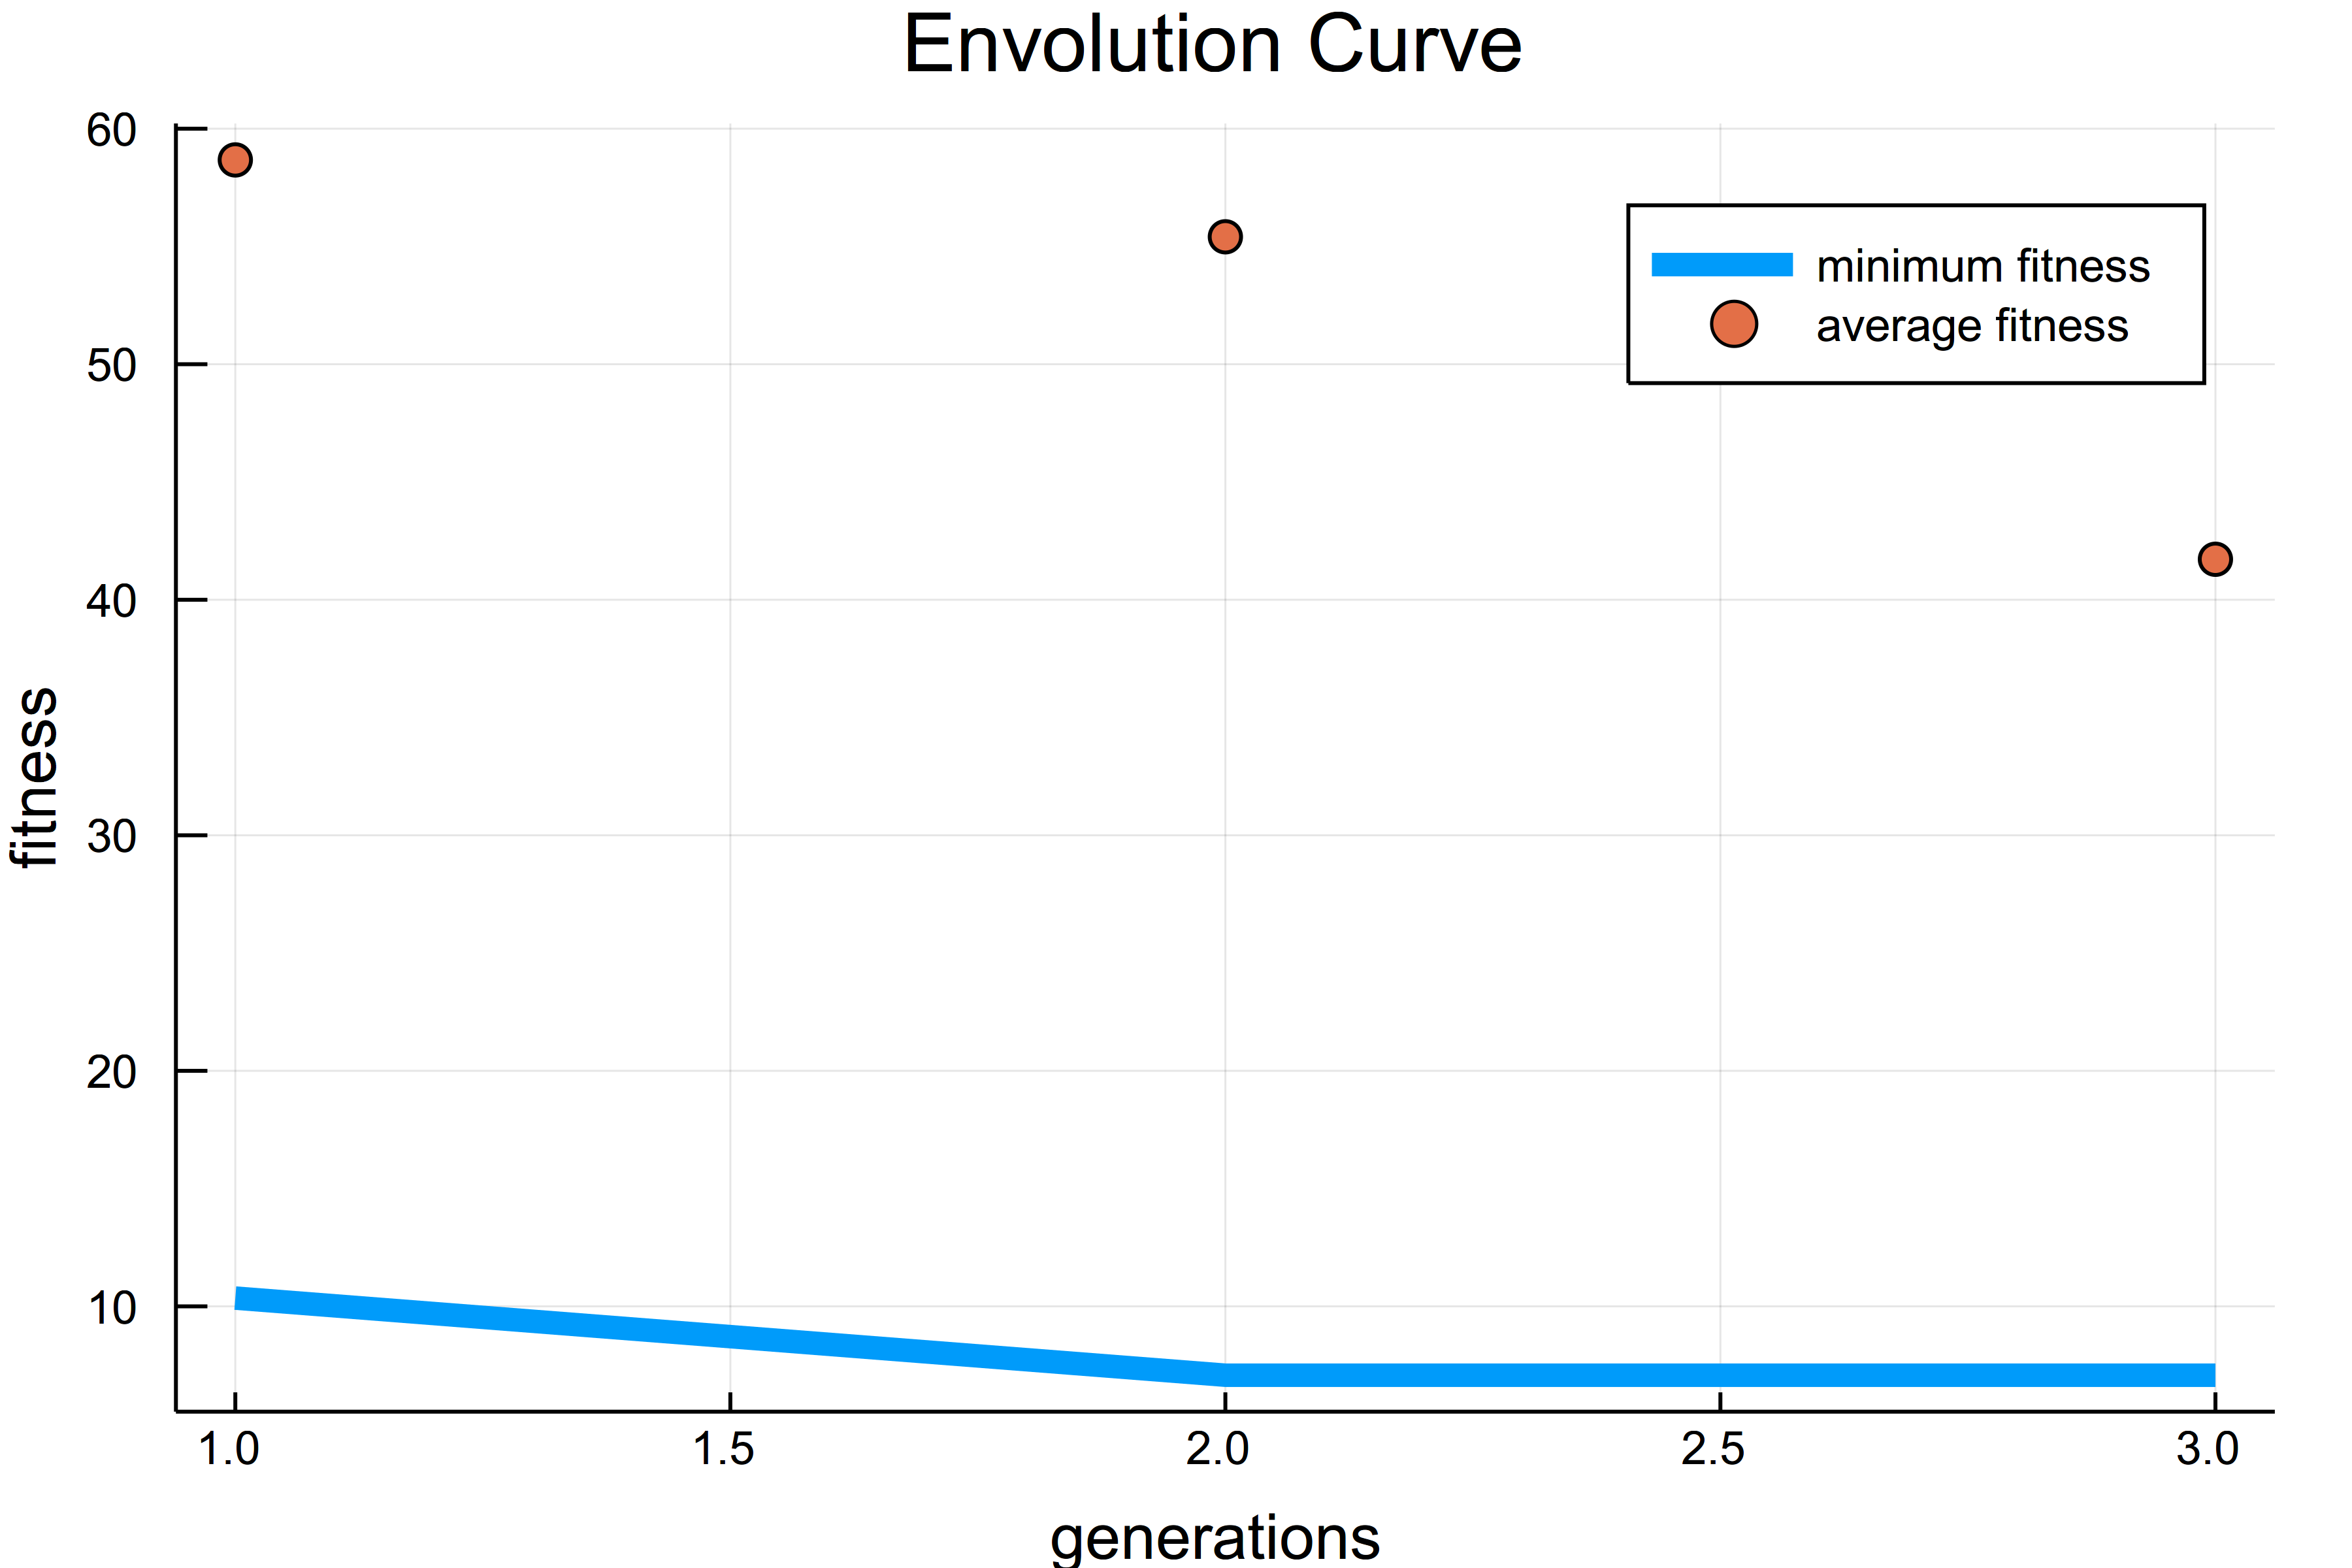 Envolution Curve
60
50
40
30
20
10
fitness
minimum fitness
average fitness
1.0 1.5 2.0 2.5 3.0
generations